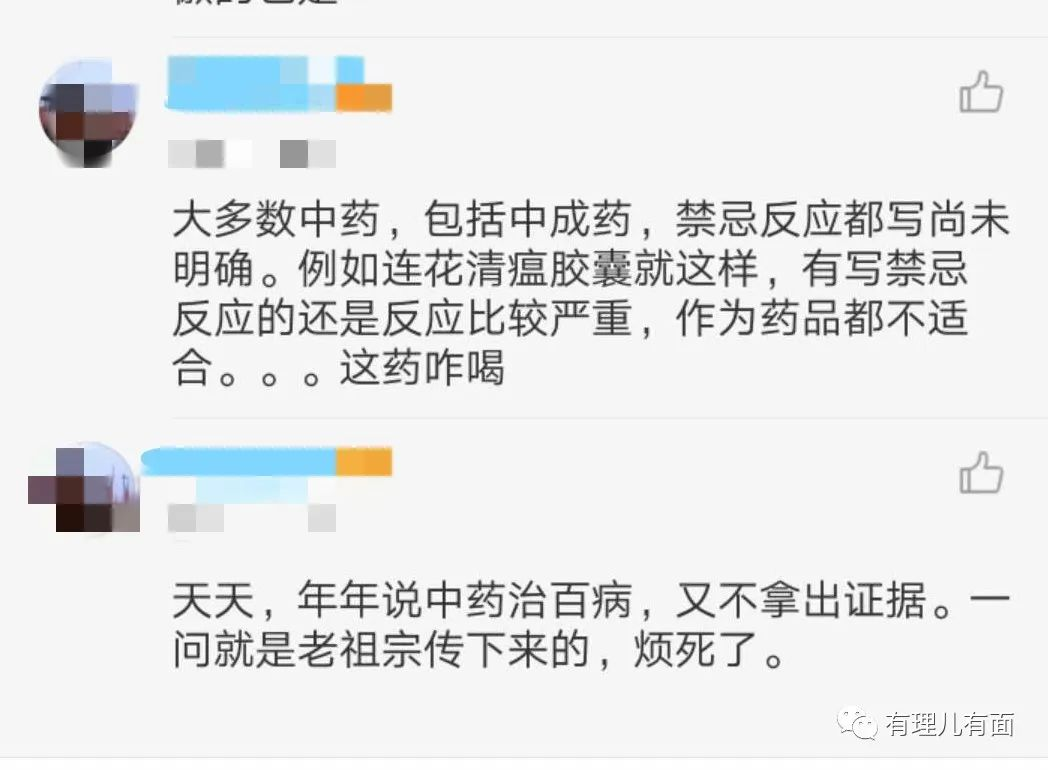 大多数中药，包括中成药，禁忌反应都写尚未
明确。例如连花清瘟胶囊就这样，有写禁忌
反应的还是反应比较严重，作为药品都不适
合。。。这药咋喝
天天，年年说中药治百病，又不拿出证据。一
问就是老祖宗传下来的，烦死了。
有理儿有面